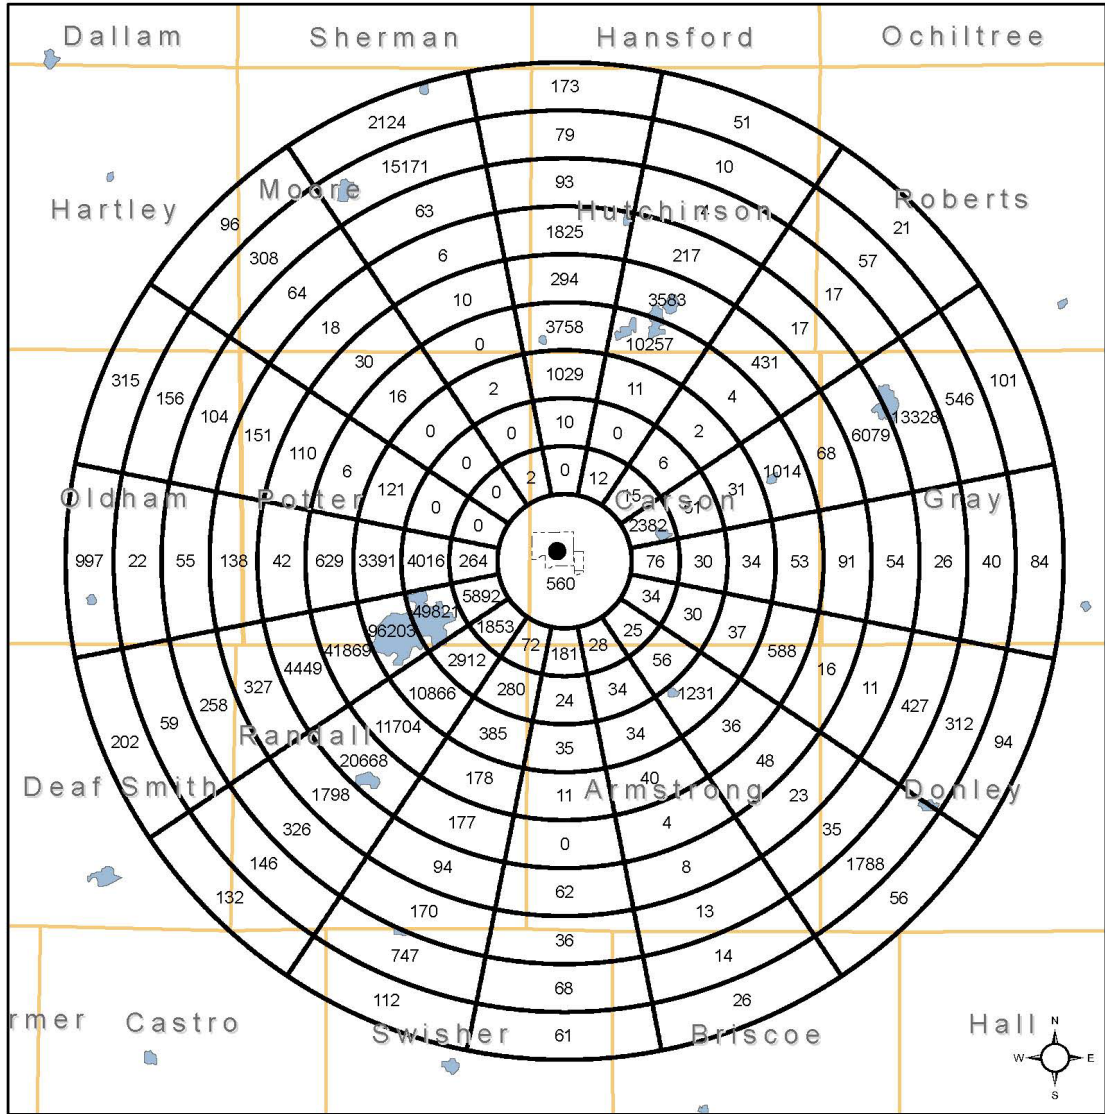 Dallam Sherman Hansford Ochiltree
173
2124 51
79
15171 10
93
Moore
Hartley 63 Hutchinson 4 Roberts
96 21
1825
308 6 217 57
294
64 10 3583 17
18 3758 17
0 10257
30 431
315 1029 101
156 16 2 11 4 546
104 13328
151 0 0 10 0 2 6079
110 68
6 0 2 0 12 6 1014
121 0 15 31
Oldham Potter Carson 51 Gray
0 0 2382
997 22 55 138 42 629 3391 4016 264 76 30 34 53 91 54 26 40 84
560
5892 34
49821 30
96203 1853 25 37
41869 72 181 28 588
4449 2912 56 16
327 10866 280 24 34 1231 11
258 427
59 11704 385 35 34 36 312
202 Randall 94
20668 178 40 48
Deaf Smith 1798 11 Armstrong 23 Donley
326 177 4 35
0
146 94 8 1788
132 62 56
170 13
36
747 14
68
112 26
rmer Castro Swisher 61 Briscoe Hall
N
W E
S